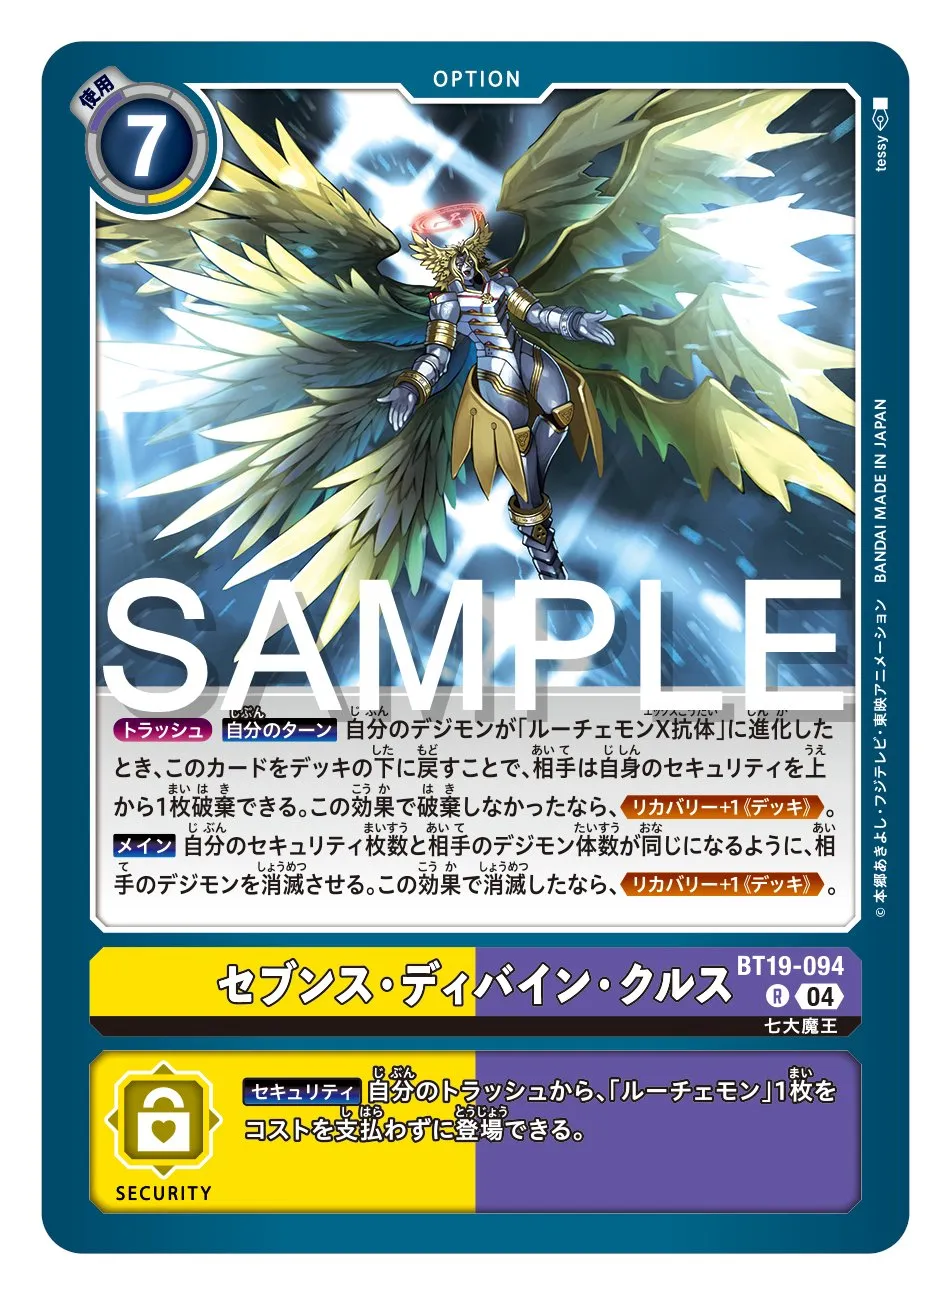 OPTION
使用
7
tessy
SAMPLE
トラッシュ 自分のターン 自分のデジモンが「ルーチェモンX抗体」に進化した
とき、このカードをデッキの下に戻すことで、相手は自身のセキュリティを上
から1枚破棄できる。この効果で破棄しなかったなら、リカバリー+1《デッキ》。
メイン 自分のセキュリティ枚数と相手のデジモン体数が同じになるように、相
手のデジモンを消滅させる。この効果で消滅したなら、リカバリー+1《デッキ》。
©本郷あきよし・フジテレビ・東映アニメーション BANDAI MADE IN JAPAN
セブンス・ディバイン・クルス
BT19-094
R 04
七大魔王
セキュリティ 自分のトラッシュから、「ルーチェモン」1枚を
コストを支払わずに登場できる。
SECURITY